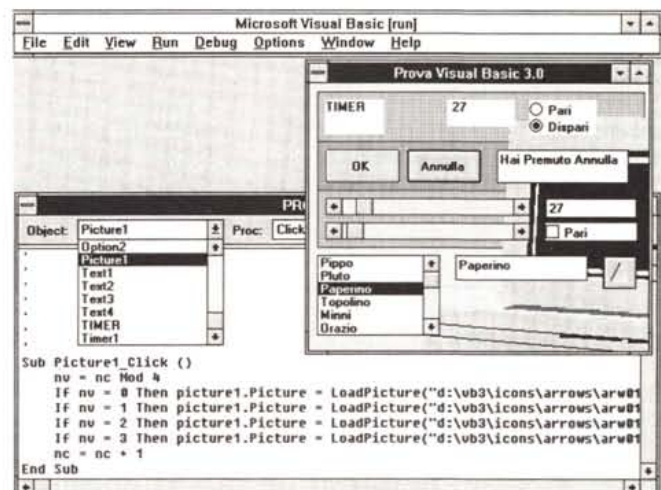 Microsoft Visual Basic [run]
File Edit View Run Debug Options Window Help
Prova Visual Basic 3.0
TIMER
27
Pari
Dispari
OK
Annulla
Hai Premuto Annulla
27
Pari
Pippo
Pluto
Paperino
Topolino
Minni
Orazio
Paperino
Object: Picture1 Proc: Click
Option2
Picture1
Text1
Text2
Text3
Text4
TIMER
Timer1
Sub Picture1_Click ()
nv = nc Mod 4
If nv = 0 Then picture1.Picture = LoadPicture("d:\vb3\icons\arrows\arw01
If nv = 1 Then picture1.Picture = LoadPicture("d:\vb3\icons\arrows\arw01
If nv = 2 Then picture1.Picture = LoadPicture("d:\vb3\icons\arrows\arw01
If nv = 3 Then picture1.Picture = LoadPicture("d:\vb3\icons\arrows\arw01
nc = nc + 1
End Sub